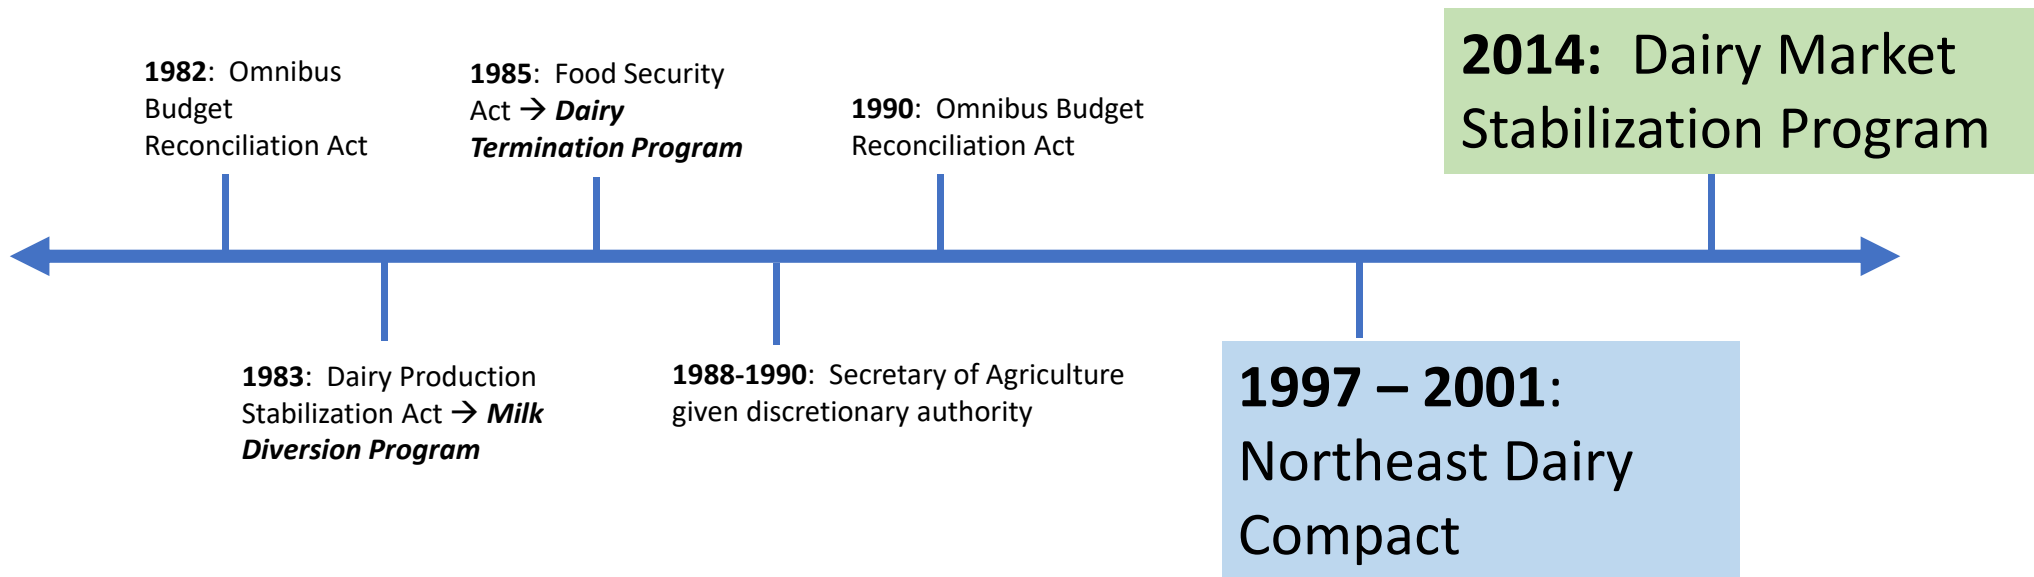 1982:  Omnibus
Budget
Reconciliation Act
1983:  Dairy Production
Stabilization Act → Milk
Diversion Program
1985:  Food Security
Act → Dairy
Termination Program
1988-1990:  Secretary of Agriculture
given discretionary authority
1990:  Omnibus Budget
Reconciliation Act
1997 – 2001:
Northeast Dairy
Compact
2014:  Dairy Market
Stabilization Program